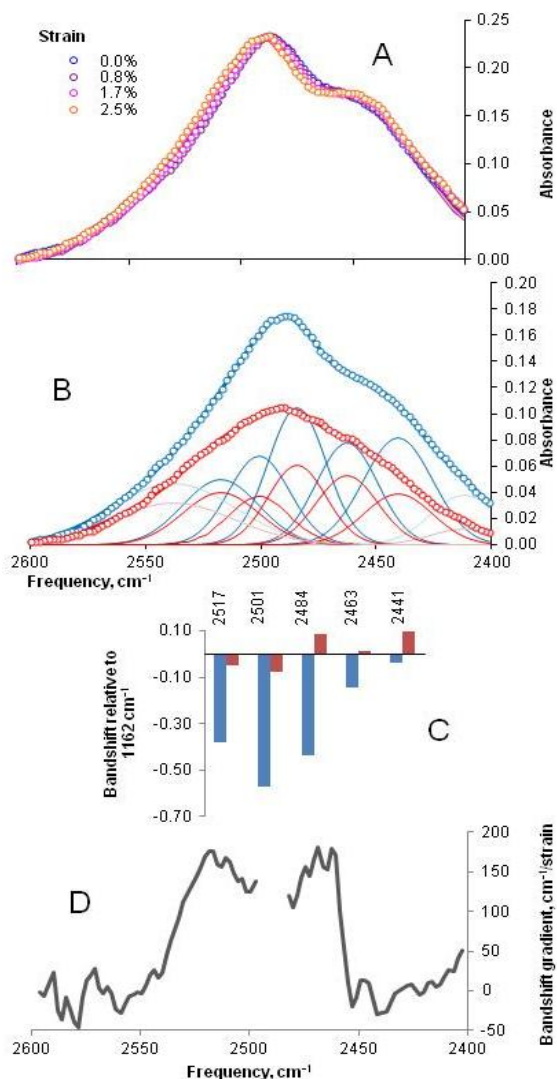 Strain
0.0%
0.8%
1.7%
2.5%
A
0.25
0.20
0.15
0.10
0.05
0.00
Absorbance
B
0.20
0.18
0.16
0.14
0.12
0.10
0.08
0.06
0.04
0.02
0.00
Absorbance
2600 2550 2500 2450 2400
Frequency, cm⁻¹
2517 2501 2484 2463 2441
0.10
-0.10
-0.30
-0.50
-0.70
Bandshift relative to
1162 cm⁻¹
C
D
200
150
100
50
0
-50
Bandshift gradient, cm⁻¹/strain
2600 2550 2500 2450 2400
Frequency, cm⁻¹